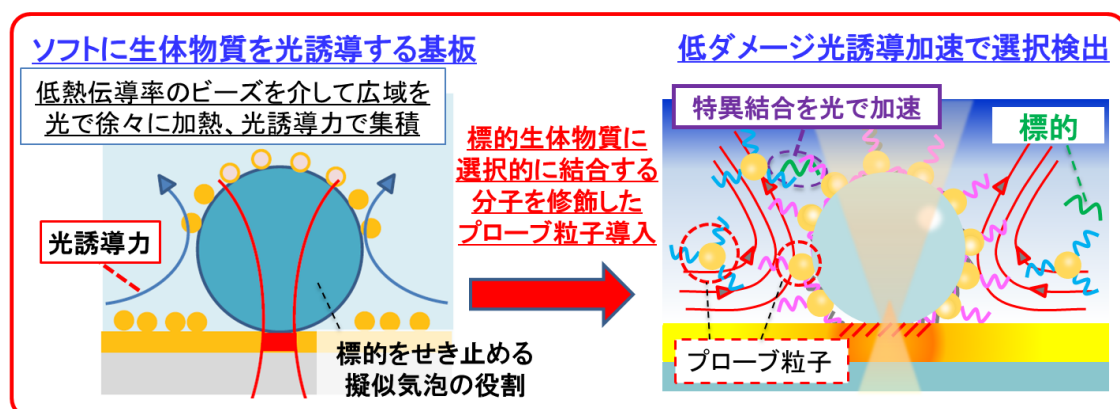 ソフトに生体物質を光誘導する基板
低熱伝導率のビーズを介して広域を
光で徐々に加熱、光誘導力で集積
光誘導力
標的をせき止める
擬似気泡の役割
標的生体物質に
選択的に結合する
分子を修飾した
プローブ粒子導入
低ダメージ光誘導加速で選択検出
特異結合を光で加速
標的
プローブ粒子